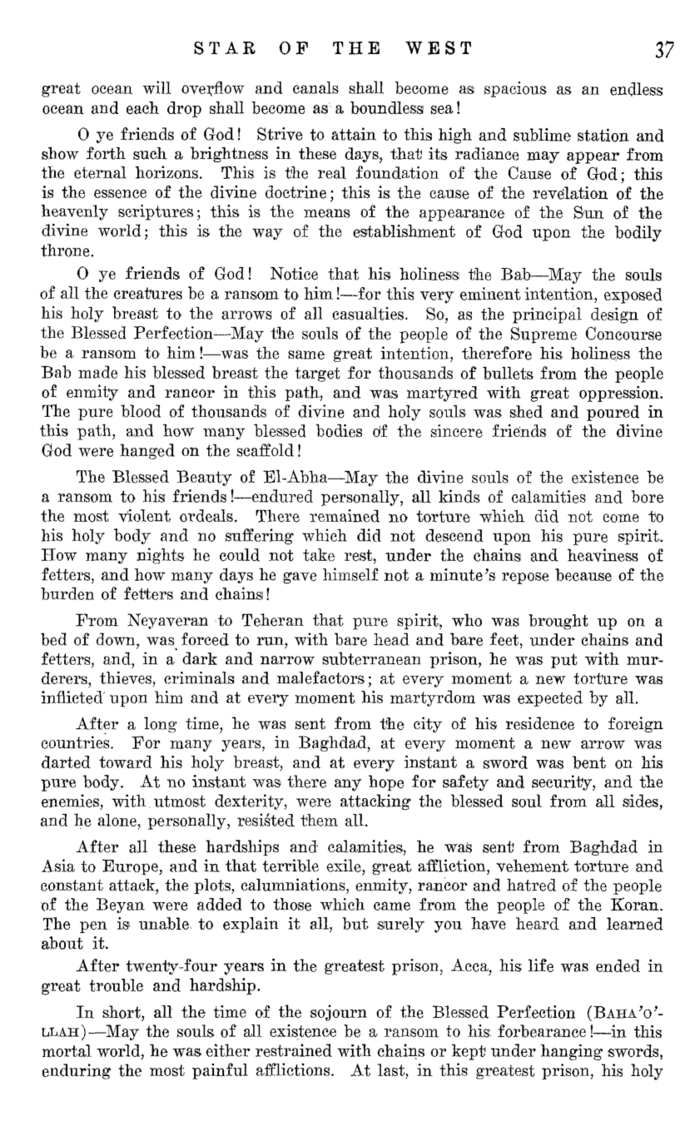 STAR OF THE WEST 37
great ocean will overflow and canals shall become as spacious as an endless
ocean and each drop shall become as a boundless sea!
O ye friends of God! Strive to attain to this high and sublime station and
show forth such a brightness in these days, that its radiance may appear from
the eternal horizons. This is the real foundation of the Cause of God; this
is the essence of the divine doctrine; this is the cause of the revelation of the
heavenly scriptures; this is the means of the appearance of the Sun of the
divine world; this is the way of the establishment of God upon the bodily
throne.
O ye friends of God! Notice that his holiness the Bab—May the souls
of all the creatures be a ransom to him!—for this very eminent intention, exposed
his holy breast to the arrows of all casualties. So, as the principal design of
the Blessed Perfection—May the souls of the people of the Supreme Concourse
be a ransom to him!—was the same great intention, therefore his holiness the
Bab made his blessed breast the target for thousands of bullets from the people
of enmity and rancor in this path, and was martyred with great oppression.
The pure blood of thousands of divine and holy souls was shed and poured in
this path, and how many blessed bodies of the sincere friends of the divine
God were hanged on the scaffold!
The Blessed Beauty of El-Abha—May the divine souls of the existence be
a ransom to his friends!—endured personally, all kinds of calamities and bore
the most violent ordeals. There remained no torture which did not come to
his holy body and no suffering which did not descend upon his pure spirit.
How many nights he could not take rest, under the chains and heaviness of
fetters, and how many days he gave himself not a minute's repose because of the
burden of fetters and chains!
From Neyaveran to Teheran that pure spirit, who was brought up on a
bed of down, was forced to run, with bare head and bare feet, under chains and
fetters, and, in a dark and narrow subterranean prison, he was put with mur-
derers, thieves, criminals and malefactors; at every moment a new torture was
inflicted upon him and at every moment his martyrdom was expected by all.
After a long time, he was sent from the city of his residence to foreign
countries. For many years, in Baghdad, at every moment a new arrow was
darted toward his holy breast, and at every instant a sword was bent on his
pure body. At no instant was there any hope for safety and security, and the
enemies, with utmost dexterity, were attacking the blessed soul from all sides,
and he alone, personally, resisted them all.
After all these hardships and calamities, he was sent from Baghdad in
Asia to Europe, and in that terrible exile, great affliction, vehement torture and
constant attack, the plots, calumniations, enmity, rancor and hatred of the people
of the Beyan were added to those which came from the people of the Koran.
The pen is unable to explain it all, but surely you have heard and learned
about it.
After twenty-four years in the greatest prison, Acca, his life was ended in
great trouble and hardship.
In short, all the time of the sojourn of the Blessed Perfection (BAHA'O'-
LLAH)—May the souls of all existence be a ransom to his forbearance!—in this
mortal world, he was either restrained with chains or kept under hanging swords,
enduring the most painful afflictions. At last, in this greatest prison, his holy